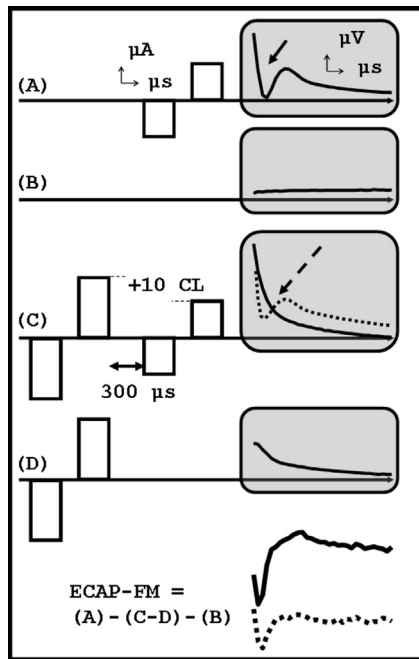 µA
µs
µV
µs
(A)
(B)
+10 CL
(C)
300 µs
(D)
ECAP-FM =
(A)-(C-D)-(B)